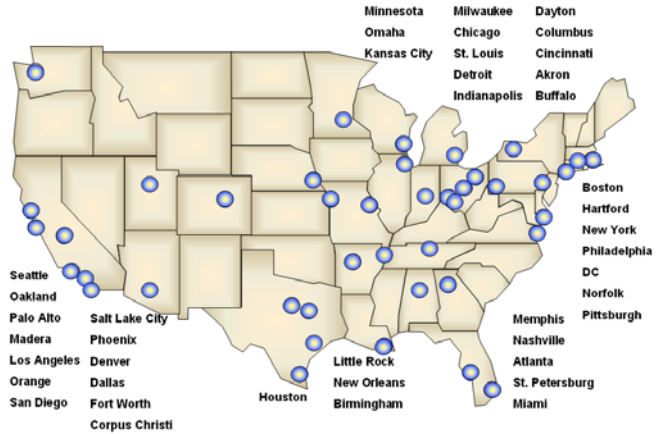 Minnesota
Omaha
Kansas City
Milwaukee
Chicago
St. Louis
Detroit
Indianapolis
Dayton
Columbus
Cincinnati
Akron
Buffalo
Boston
Hartford
New York
Philadelphia
DC
Norfolk
Pittsburgh
Seattle
Oakland
Palo Alto
Madera
Los Angeles
Orange
San Diego
Salt Lake City
Phoenix
Denver
Dallas
Fort Worth
Corpus Christi
Houston
Little Rock
New Orleans
Birmingham
Memphis
Nashville
Atlanta
St. Petersburg
Miami